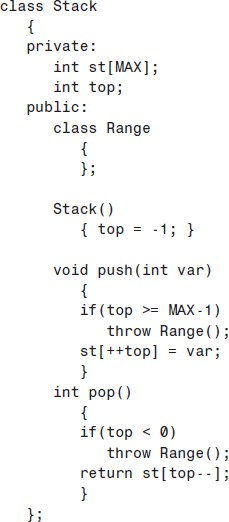 class Stack
   {
   private:
      int st[MAX];
      int top;
   public:
      class Range
         {
         };

      Stack()
         { top = -1; }

      void push(int var)
         {
         if(top >= MAX-1)
            throw Range();
         st[++top] = var;
         }
      int pop()
         {
         if(top < 0)
            throw Range();
         return st[top--];
         }
   };